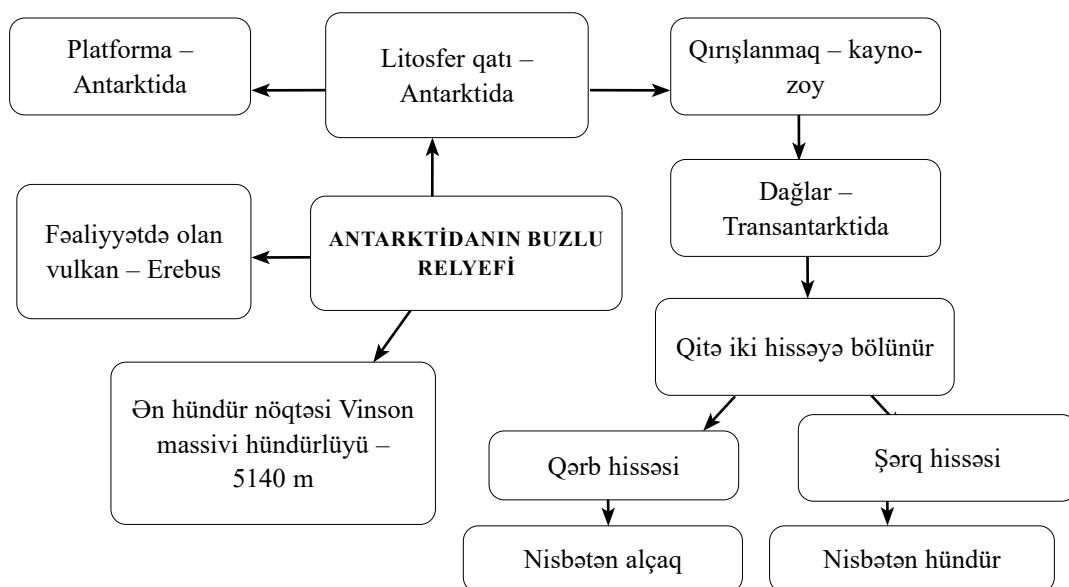 Platforma –
Antarktida
Litosfer qatı –
Antarktida
Qırışlanmaq – kayno-
zoy
Dağlar –
Transantarktida
Fəaliyyətdə olan
vulkan – Erebus
ANTARKTİDANIN BUZLU
RELYEFİ
Qitə iki hissəyə bölünür
Ən hündür nöqtəsi Vinson
massivi hündürlüyü –
5140 m
Qərb hissəsi
Şərq hissəsi
Nisbətən alçaq
Nisbətən hündür